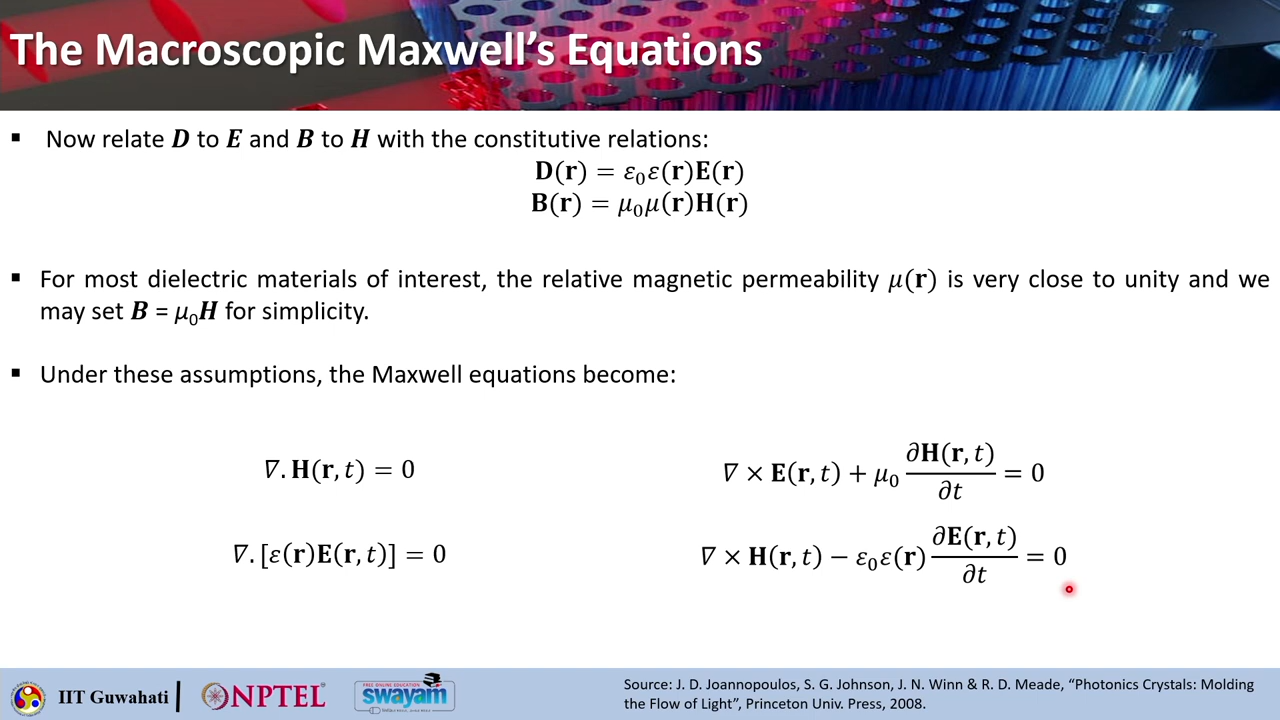 The Macroscopic Maxwell's Equations
▪ Now relate D to E and B to H with the constitutive relations:
D(r) = ε₀ε(r)E(r)
B(r) = μ₀μ(r)H(r)
▪ For most dielectric materials of interest, the relative magnetic permeability μ(r) is very close to unity and we
may set B = μ₀H for simplicity.
▪ Under these assumptions, the Maxwell equations become:
∇. H(r, t) = 0
∇ × E(r, t) + μ₀ ∂H(r, t)/∂t = 0
∇. [ε(r)E(r, t)] = 0
∇ × H(r, t) − ε₀ε(r) ∂E(r, t)/∂t = 0
IIT Guwahati
NPTEL
FREE ONLINE EDUCATION
swayam
Source: J. D. Joannopoulos, S. G. Johnson, J. N. Winn & R. D. Meade, "Photonics Crystals: Molding
the Flow of Light", Princeton Univ. Press, 2008.